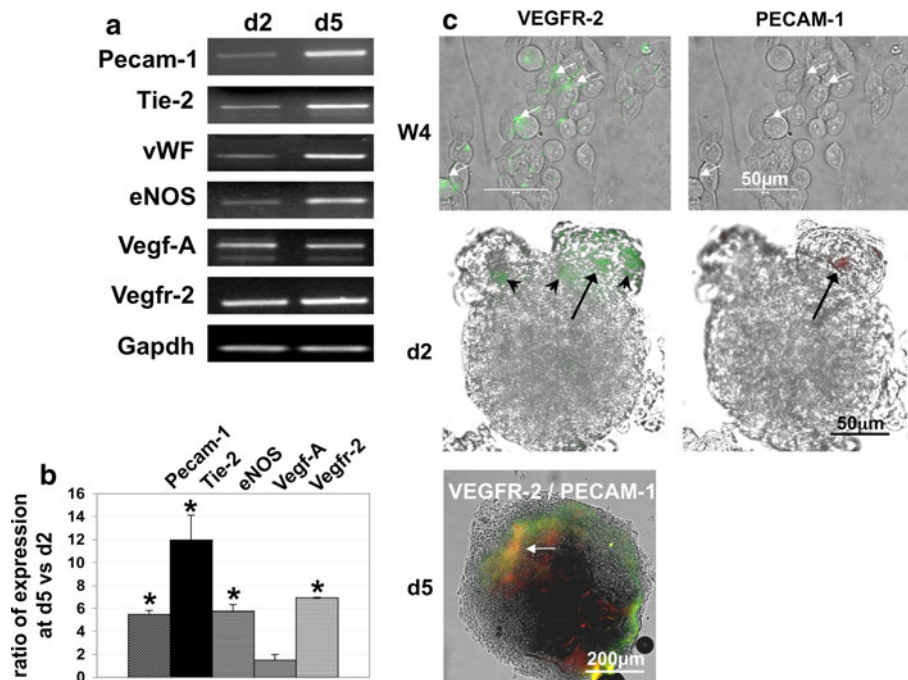 a
d2 d5
Pecam-1
Tie-2
vWF
eNOS
Vegf-A
Vegfr-2
Gapdh
b
Pecam-1
Tie-2
eNOS
Vegf-A
Vegfr-2
ratio of expression
at d5 vs d2
16
14
12
10
8
6
4
2
0
* * * *
c
VEGFR-2 PECAM-1
W4
50µm
d2
50µm
VEGFR-2 / PECAM-1
d5
200µm